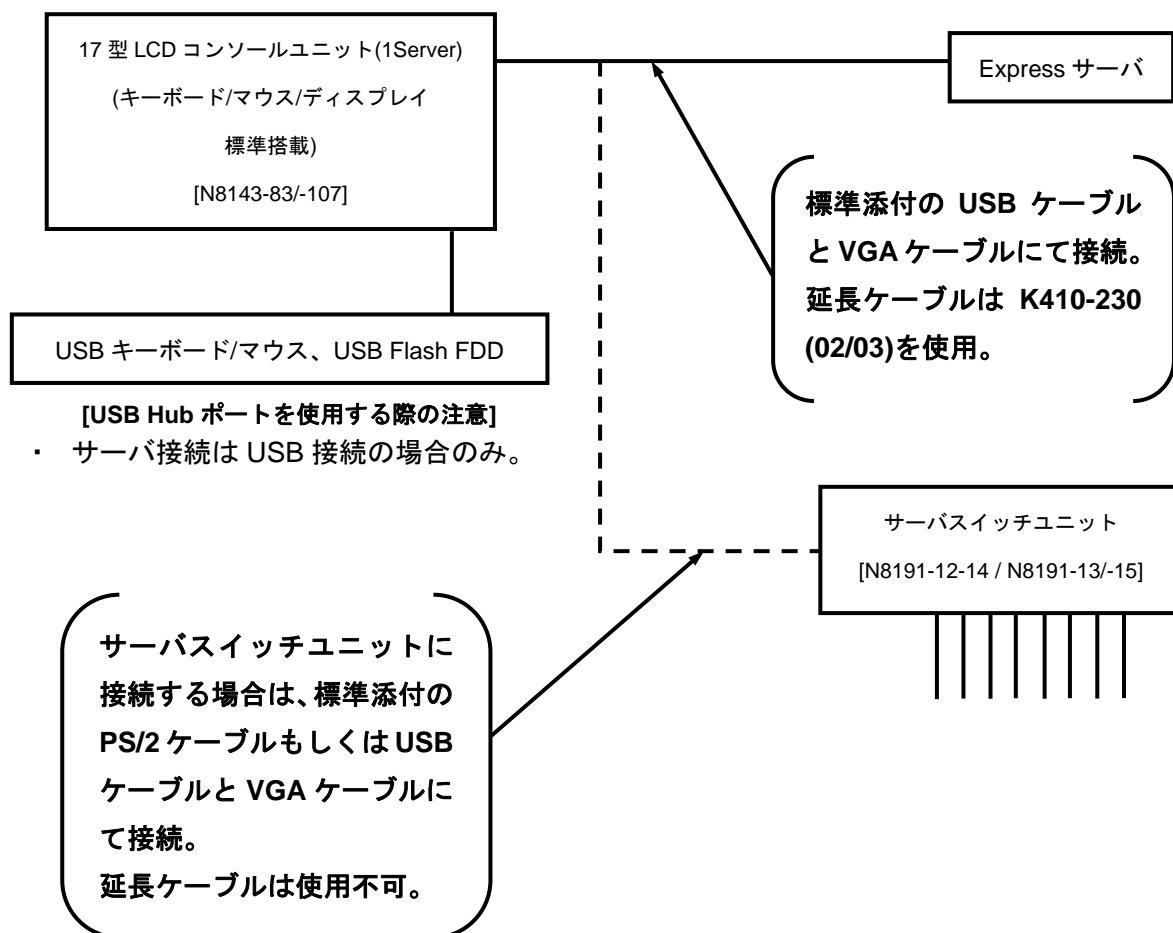 17 型 LCD コンソールユニット(1Server)
(キーボード/マウス/ディスプレイ
標準搭載)
[N8143-83/-107]
Express サーバ
標準添付の USB ケーブル
と VGA ケーブルにて接続。
延長ケーブルは K410-230
(02/03)を使用。
USB キーボード/マウス、USB Flash FDD
[USB Hub ポートを使用する際の注意]
・ サーバ接続は USB 接続の場合のみ。
サーバスイッチユニット
[N8191-12-14 / N8191-13/-15]
サーバスイッチユニットに
接続する場合は、標準添付の
PS/2 ケーブルもしくは USB
ケーブルと VGA ケーブルに
て接続。
延長ケーブルは使用不可。